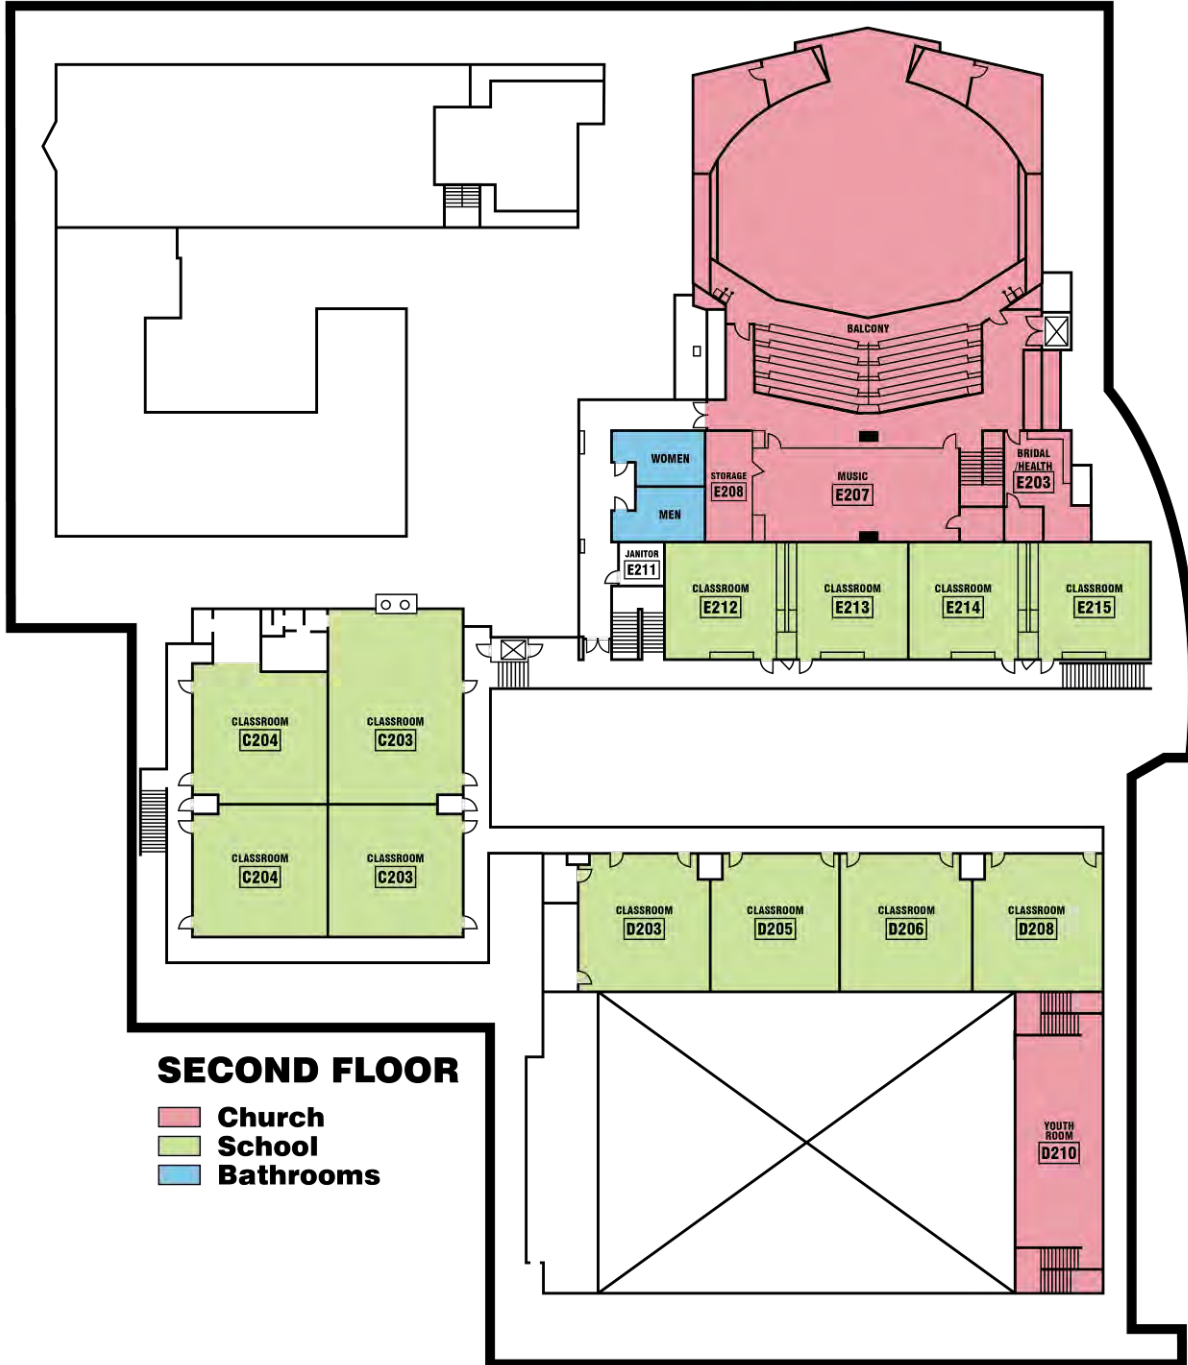 BALCONY
WOMEN
MEN
STORAGE
E208
MUSIC
E207
BRIDAL
/HEALTH
E203
JANITOR
E211
CLASSROOM
E212
CLASSROOM
E213
CLASSROOM
E214
CLASSROOM
E215
CLASSROOM
C204
CLASSROOM
C203
CLASSROOM
C204
CLASSROOM
C203
CLASSROOM
D203
CLASSROOM
D205
CLASSROOM
D206
CLASSROOM
D208
YOUTH
ROOM
D210
SECOND FLOOR
Church
School
Bathrooms